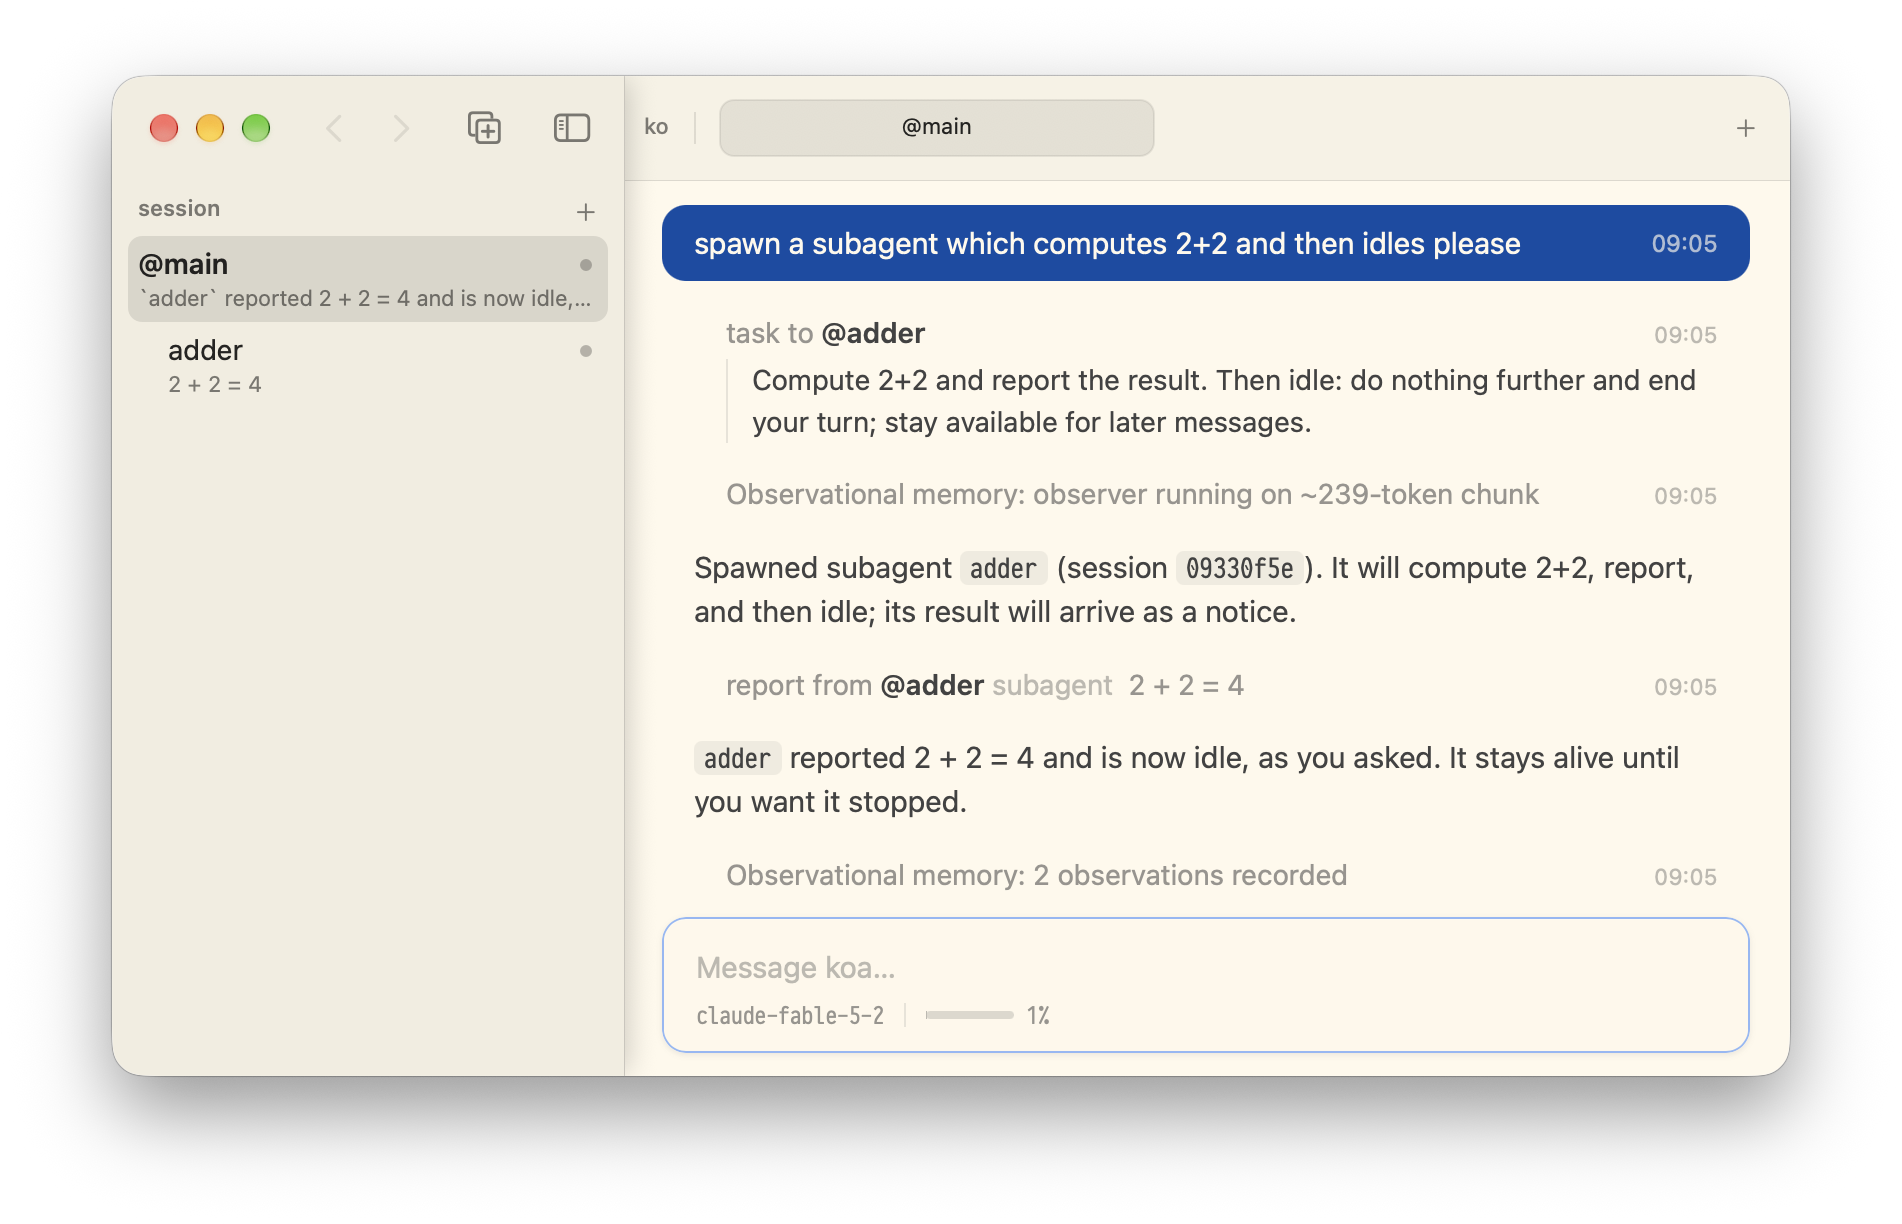 ko
@main
session
@main
`adder` reported 2 + 2 = 4 and is now idle,...
adder
2 + 2 = 4
spawn a subagent which computes 2+2 and then idles please 09:05
task to @adder 09:05
Compute 2+2 and report the result. Then idle: do nothing further and end
your turn; stay available for later messages.
Observational memory: observer running on ~239-token chunk 09:05
Spawned subagent adder (session 09330f5e). It will compute 2+2, report,
and then idle; its result will arrive as a notice.
report from @adder subagent 2 + 2 = 4 09:05
adder reported 2 + 2 = 4 and is now idle, as you asked. It stays alive until
you want it stopped.
Observational memory: 2 observations recorded 09:05
Message koa...
claude-fable-5-2 1%